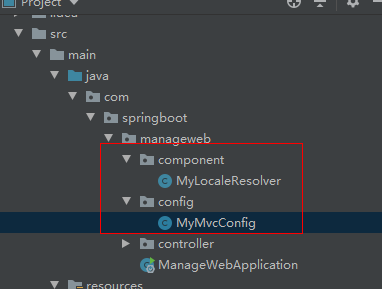 Project
src
main
java
com
springboot
manageweb
component
MyLocaleResolver
config
MyMvcConfig
controller
ManageWebApplication
resources